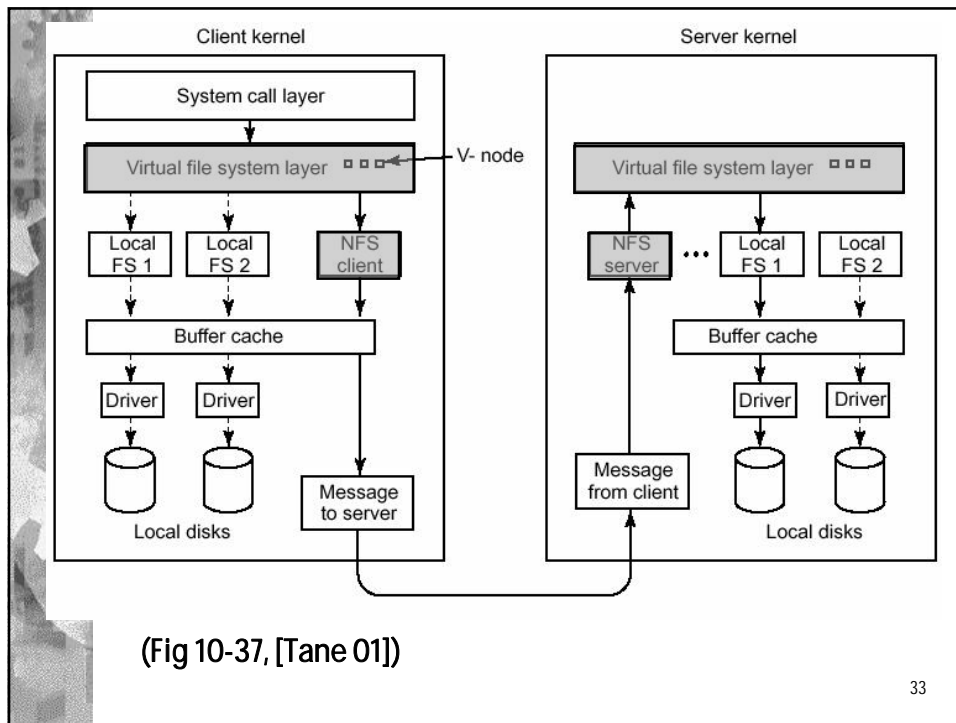 Client kernel
Server kernel
System call layer
Virtual file system layer
V- node
Virtual file system layer
Local
FS 1
Local
FS 2
NFS
client
NFS
server
•••
Local
FS 1
Local
FS 2
Buffer cache
Buffer cache
Driver
Driver
Driver
Driver
Message
to server
Message
from client
Local disks
Local disks
(Fig 10-37, [Tane 01])
33